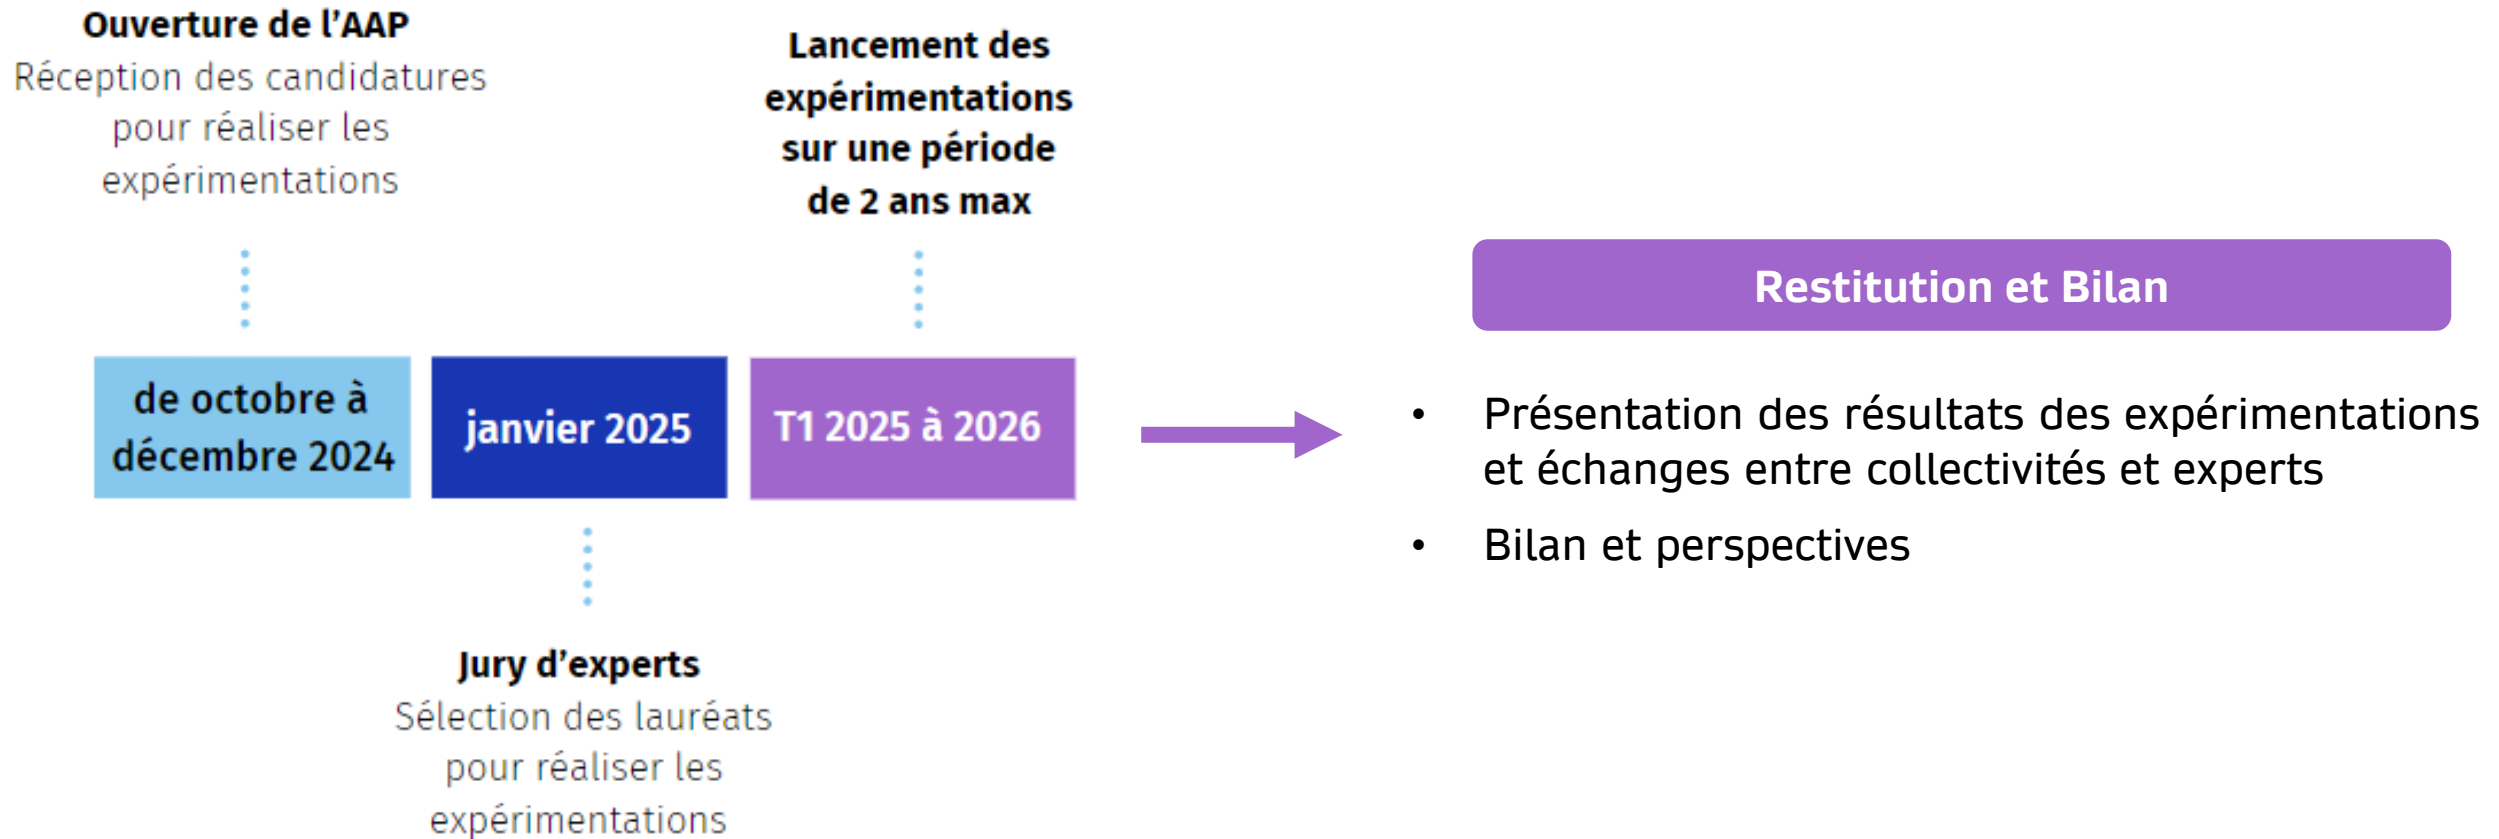 Ouverture de l’AAP
Réception des candidatures
pour réaliser les
expérimentations
Lancement des
expérimentations
sur une période
de 2 ans max
de octobre à
décembre 2024
janvier 2025
T1 2025 à 2026
Jury d’experts
Sélection des lauréats
pour réaliser les
expérimentations
Restitution et Bilan
• Présentation des résultats des expérimentations
et échanges entre collectivités et experts
• Bilan et perspectives